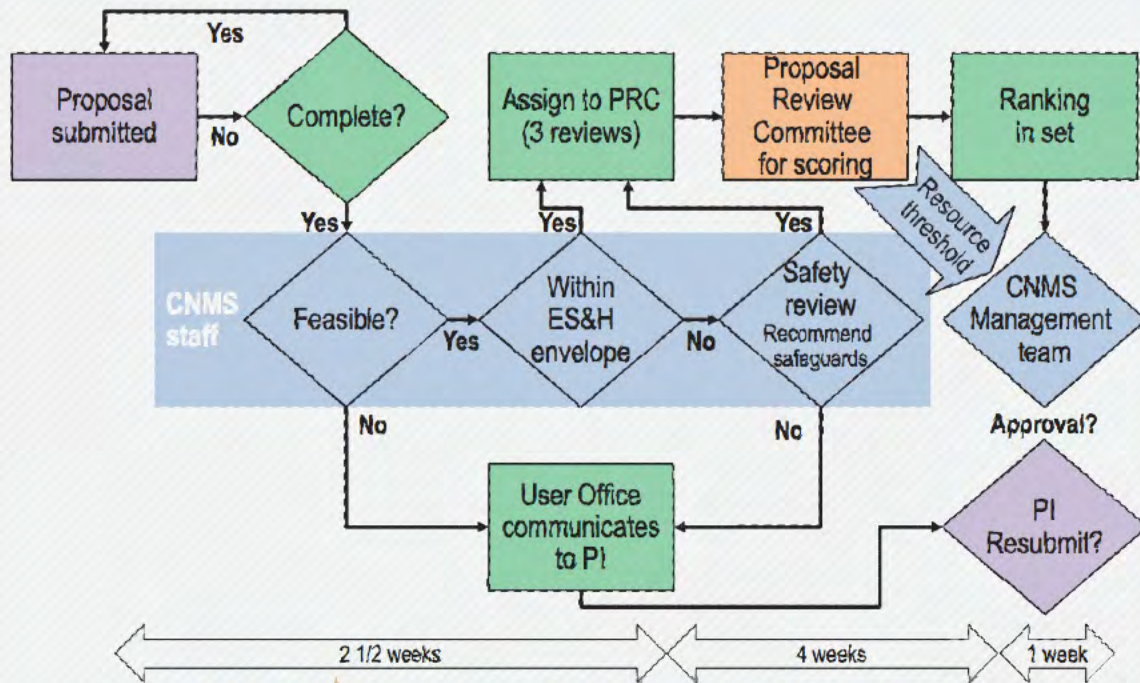 Yes
Proposal
submitted
No
Complete?
Assign to PRC
(3 reviews)
Proposal
Review
Committee
for scoring
Ranking
in set
Resource
threshold
Yes
Yes
Yes
CNMS
staff
Feasible?
Yes
Within
ES&H
envelope
No
Safety
review
Recommend
safeguards
CNMS
Management
team
No
No
Approval?
User Office
communicates
to PI
PI
Resubmit?
2 1/2 weeks
4 weeks
1 week